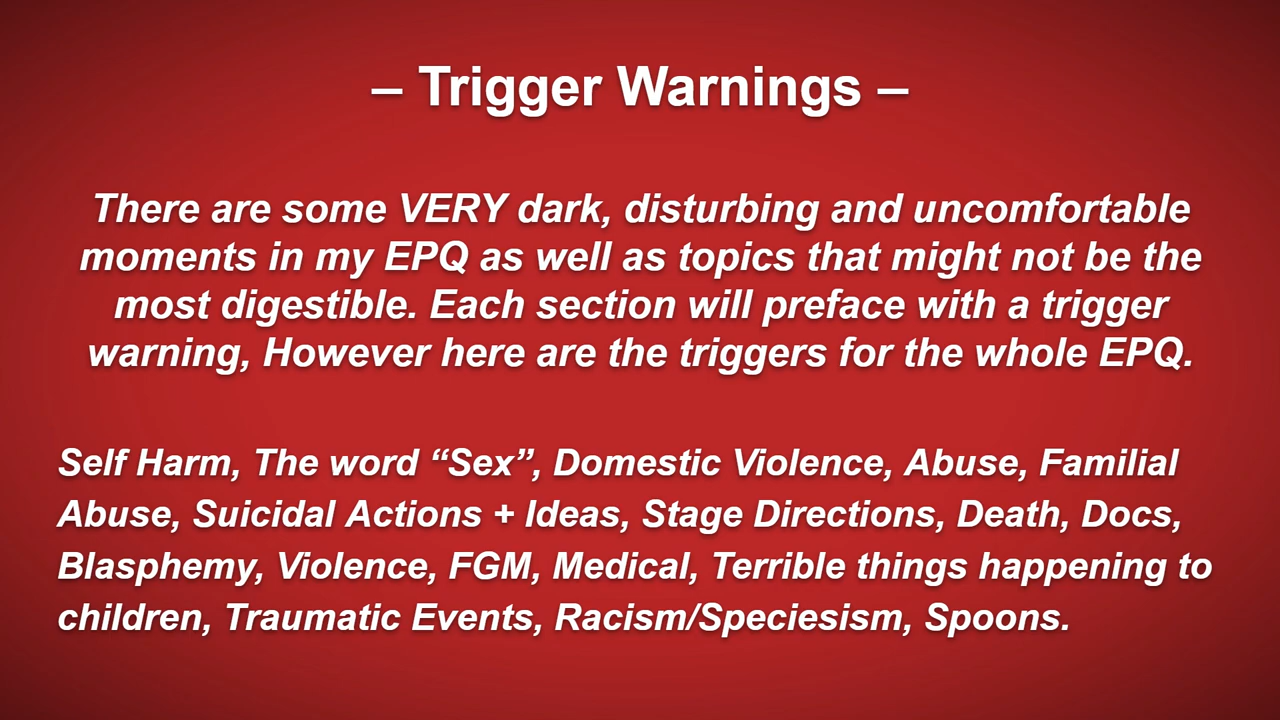 – Trigger Warnings –
There are some VERY dark, disturbing and uncomfortable
moments in my EPQ as well as topics that might not be the
most digestible. Each section will preface with a trigger
warning, However here are the triggers for the whole EPQ.
Self Harm, The word “Sex”, Domestic Violence, Abuse, Familial
Abuse, Suicidal Actions + Ideas, Stage Directions, Death, Docs,
Blasphemy, Violence, FGM, Medical, Terrible things happening to
children, Traumatic Events, Racism/Speciesism, Spoons.